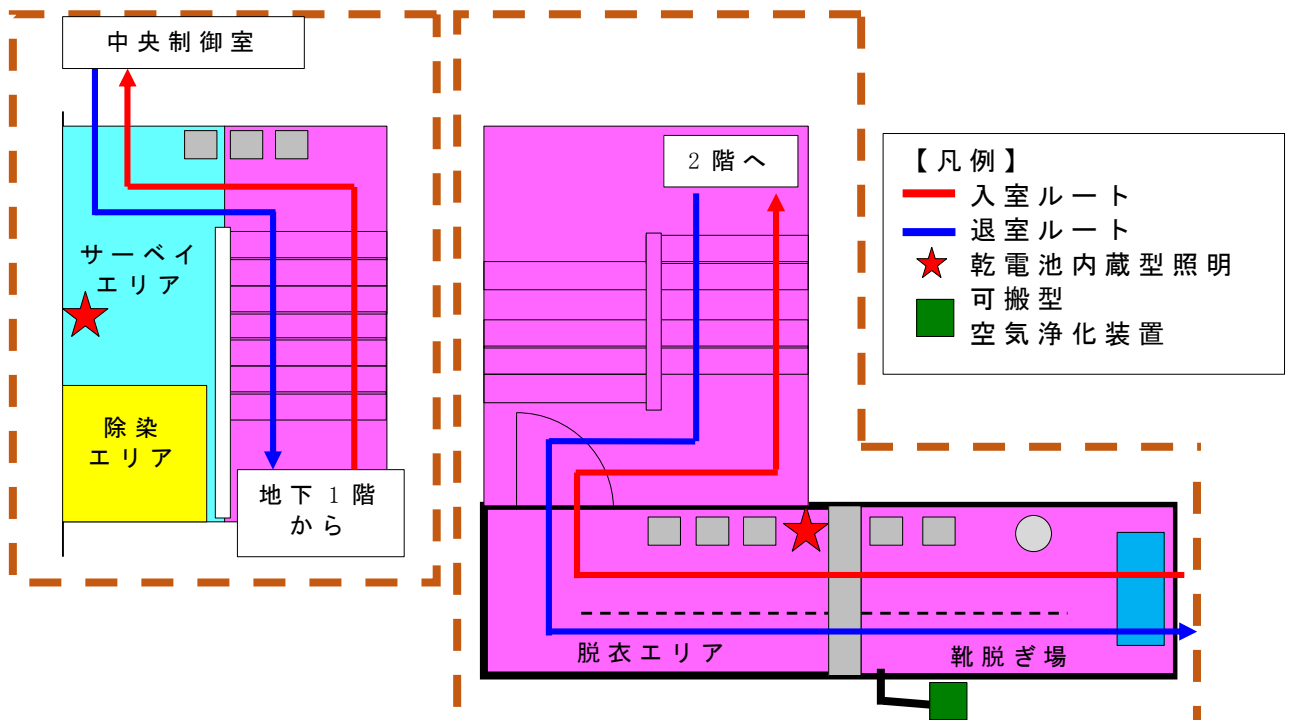 中央制御室
サーベイ
エリア
除染
エリア
地下1階
から
2階へ
脱衣エリア
靴脱ぎ場
【凡例】
入室ルート
退室ルート
乾電池内蔵型照明
可搬型
空気浄化装置